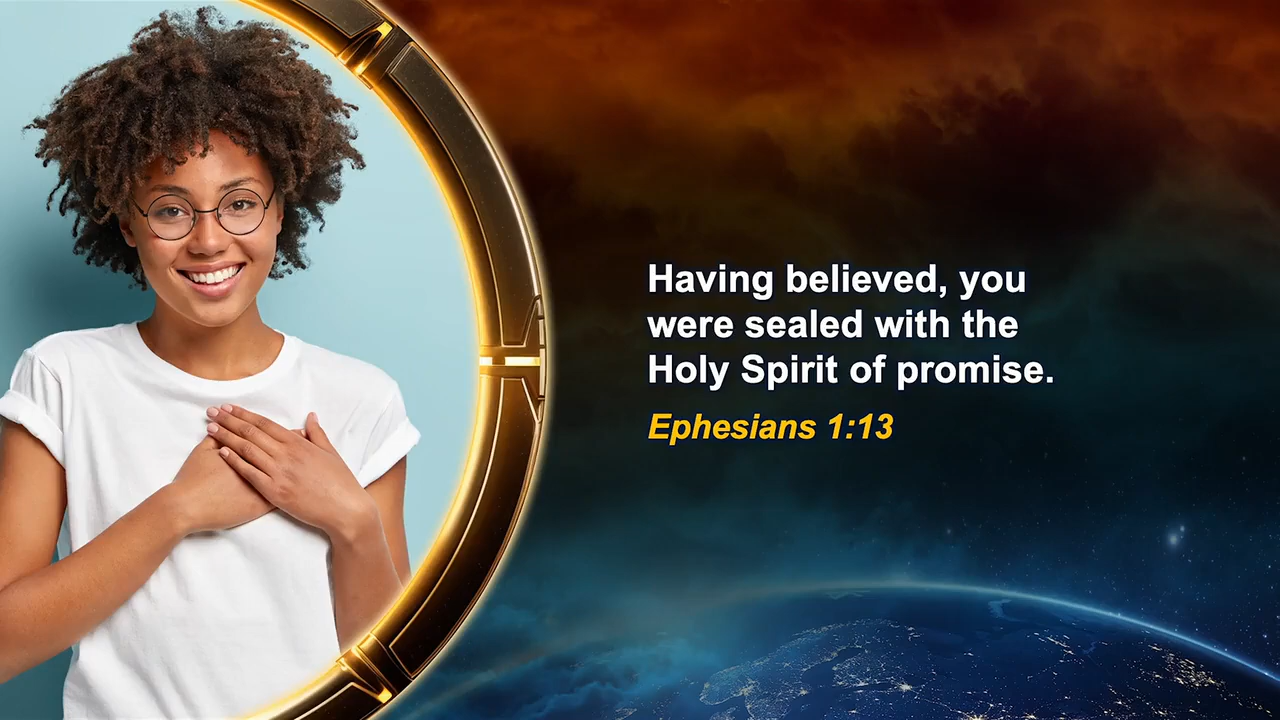 Having believed, you
were sealed with the
Holy Spirit of promise.
Ephesians 1:13